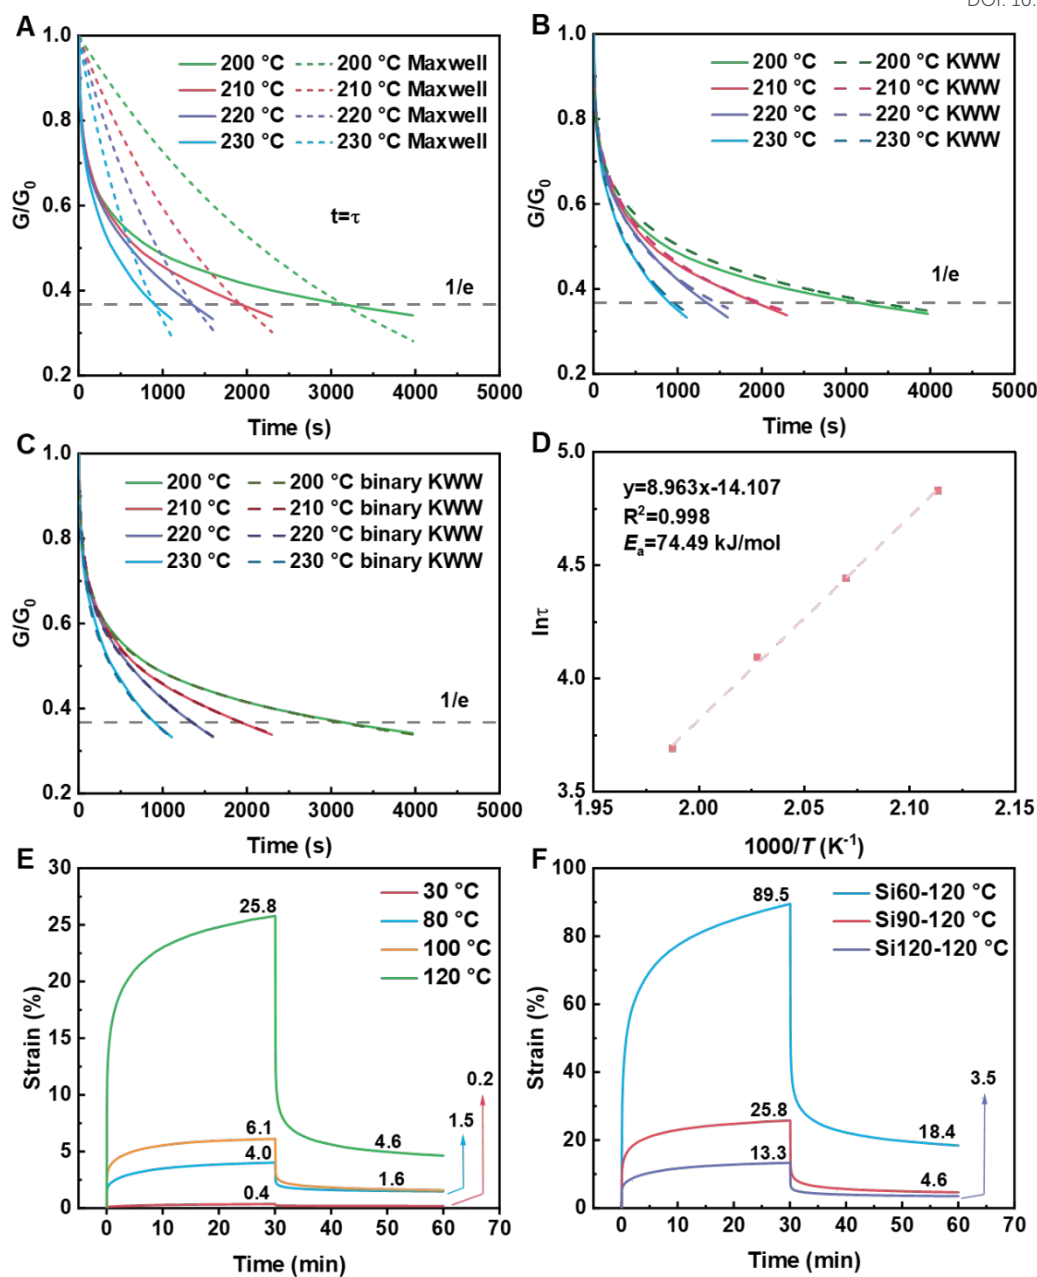 DOI: 10.
A
1.0
0.8
0.6
0.4
0.2
G/G0
200 °C
200 °C Maxwell
210 °C
210 °C Maxwell
220 °C
220 °C Maxwell
230 °C
230 °C Maxwell
t=τ
1/e
0 1000 2000 3000 4000 5000
Time (s)
B
1.0
0.8
0.6
0.4
0.2
G/G0
200 °C
200 °C KWW
210 °C
210 °C KWW
220 °C
220 °C KWW
230 °C
230 °C KWW
1/e
0 1000 2000 3000 4000 5000
Time (s)
C
1.0
0.8
0.6
0.4
0.2
G/G0
200 °C
200 °C binary KWW
210 °C
210 °C binary KWW
220 °C
220 °C binary KWW
230 °C
230 °C binary KWW
1/e
0 1000 2000 3000 4000 5000
Time (s)
D
5.0
4.5
4.0
3.5
lnτ
y=8.963x-14.107
R²=0.998
Ea=74.49 kJ/mol
1.95 2.00 2.05 2.10 2.15
1000/T (K⁻¹)
E
30
25
20
15
10
5
0
Strain (%)
30 °C
80 °C
100 °C
120 °C
25.8
6.1
4.0
0.4
4.6
1.6
1.5
0.2
0 10 20 30 40 50 60 70
Time (min)
F
100
80
60
40
20
0
Strain (%)
Si60-120 °C
Si90-120 °C
Si120-120 °C
89.5
25.8
13.3
18.4
4.6
3.5
0 10 20 30 40 50 60 70
Time (min)